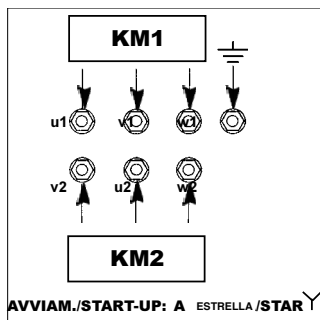 KM1
u1 v1 w1
v2 u2 w2
KM2
AVVIAM./START-UP: A ESTRELLA /STAR